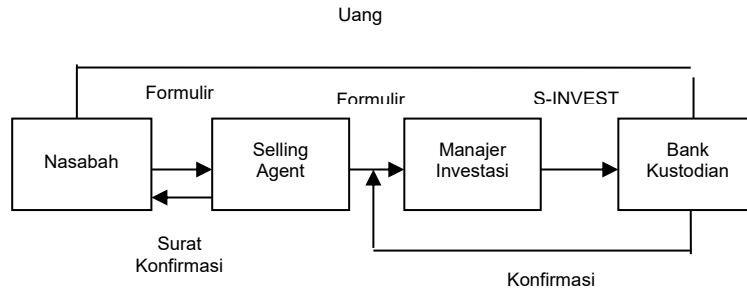 Uang
Formulir
Formulir
S-INVEST
Nasabah
Selling
Agent
Manajer
Investasi
Bank
Kustodian
Surat
Konfirmasi
Konfirmasi